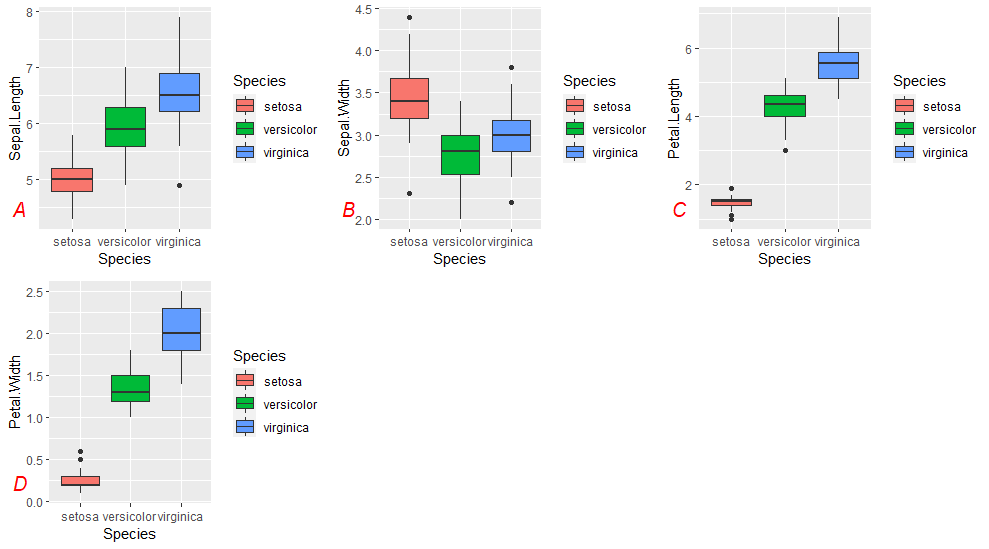 8
7
6
5
Sepal.Length
A
setosa versicolor virginica
Species
Species
setosa
versicolor
virginica
4.5
4.0
3.5
3.0
2.5
2.0
Sepal.Width
B
setosa versicolor virginica
Species
Species
setosa
versicolor
virginica
6
4
2
Petal.Length
C
setosa versicolor virginica
Species
Species
setosa
versicolor
virginica
2.5
2.0
1.5
1.0
0.5
0.0
Petal.Width
D
setosa versicolor virginica
Species
Species
setosa
versicolor
virginica